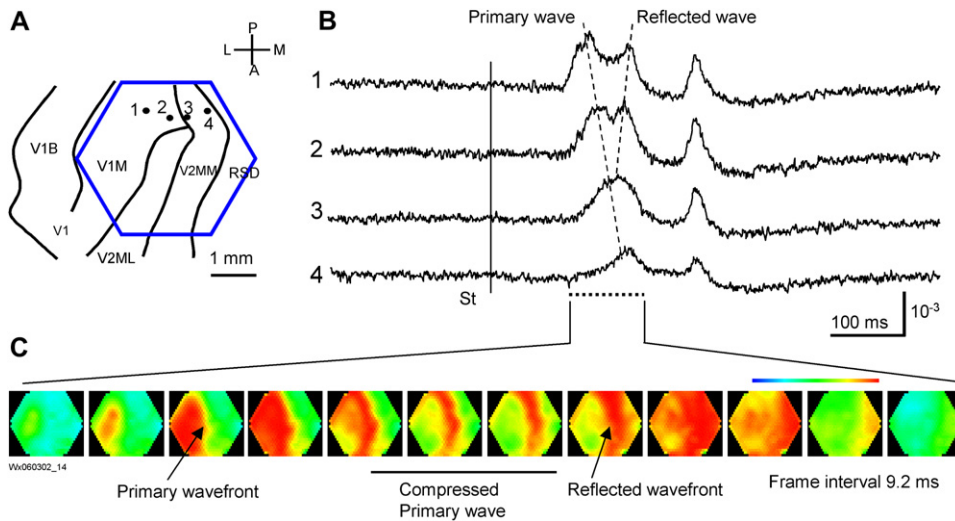 A
P
L M
A
1 2 3 4
V1B
V1M
V2MM
RSD
V1
V2ML
1 mm
B
Primary wave Reflected wave
1
2
3
4
St
100 ms
10-3
C
Wx060302_14
Primary wavefront
Compressed
Primary wave
Reflected wavefront
Frame interval 9.2 ms